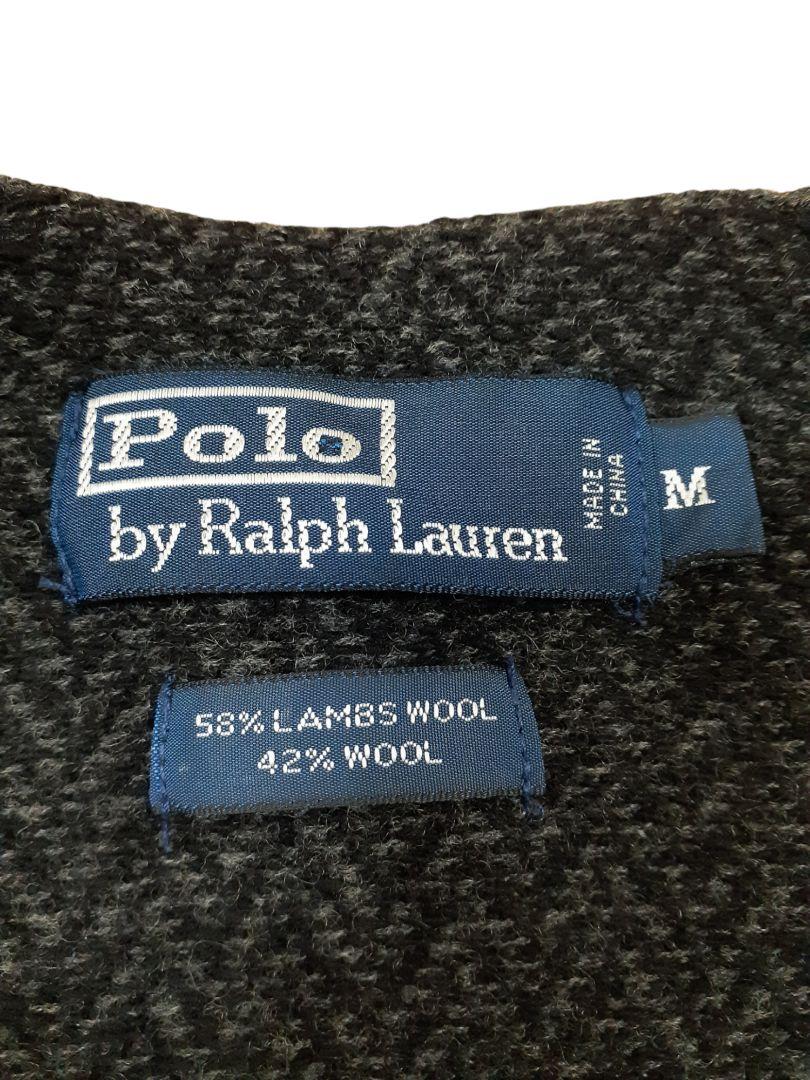 Polo
by Ralph Lauren
MADE IN
CHINA
M
58% LAMBS WOOL
42% WOOL